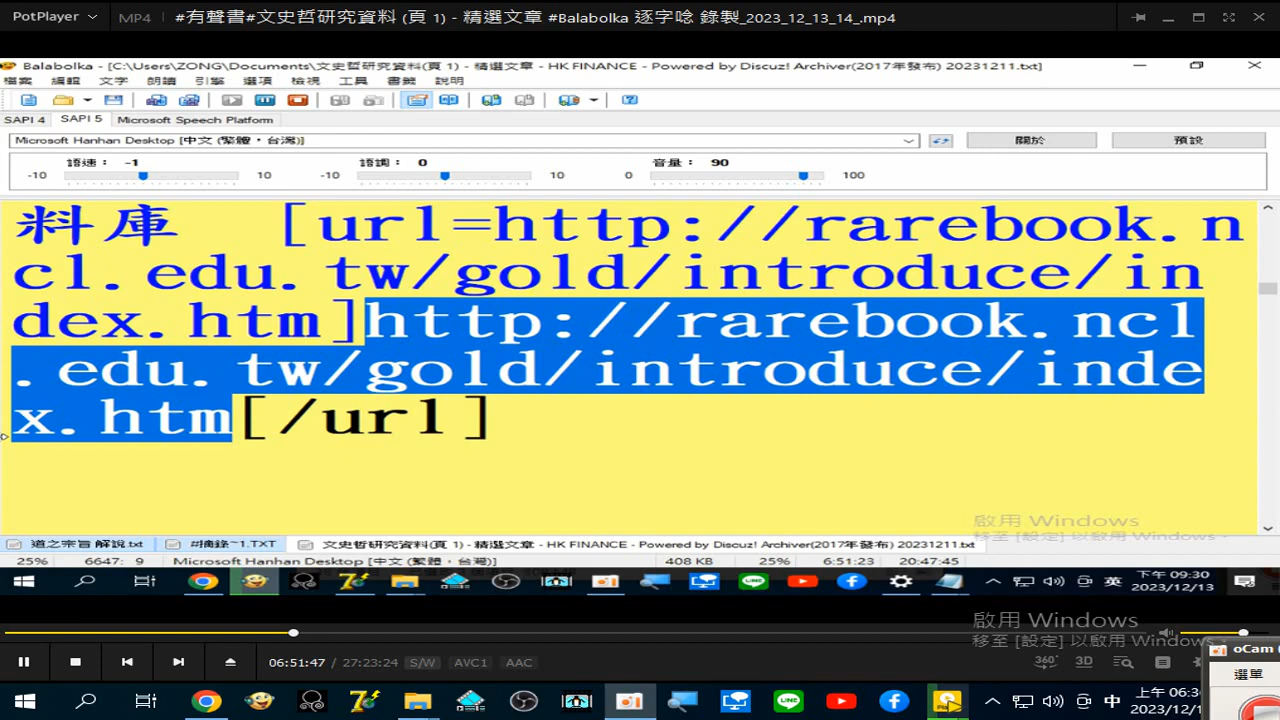 PotPlayer MP4 #有聲書#文史哲研究資料 (頁 1) - 精選文章 #Balabolka 逐字唸 錄製_2023_12_13_14_.mp4
Balabolka - [C:\Users\ZONG\Documents\文史哲研究資料(頁 1) - 精選文章 - HK FINANCE - Powered by Discuz! Archiver(2017年發布) 20231211.txt]
檔案 編輯 文字 朗讀 引擎 選項 檢視 工具 書籤 說明
SAPI 4 SAPI 5 Microsoft Speech Platform
Microsoft Hanhan Desktop [中文 (繁體，台灣)] 關於 預設
語速： -1 語調： 0 音量： 90
-10 10 -10 10 0 100
料庫 [url=http://rarebook.n
cl.edu.tw/gold/introduce/in
dex.htm]http://rarebook.ncl
.edu.tw/gold/introduce/inde
x.htm[/url]
啟用 Windows
移至 [設定] 以啟用 Windows。
道之宗旨 解說.txt #摘錄~1.TXT 文史哲研究資料(頁 1) - 精選文章 - HK FINANCE - Powered by Discuz! Archiver(2017年發布) 20231211.txt
25% 6647: 9 Microsoft Hanhan Desktop [中文 (繁體，台灣)] 408 KB 25% 6:51:23 20:47:45
英 下午 09:30
2023/12/13
啟用 Windows
移至 [設定] 以啟用 Windows。
06:51:47 / 27:23:24 S/W AVC1 AAC 360° 3D
oCam (
選單
中 上午 06:3
2023/12/1